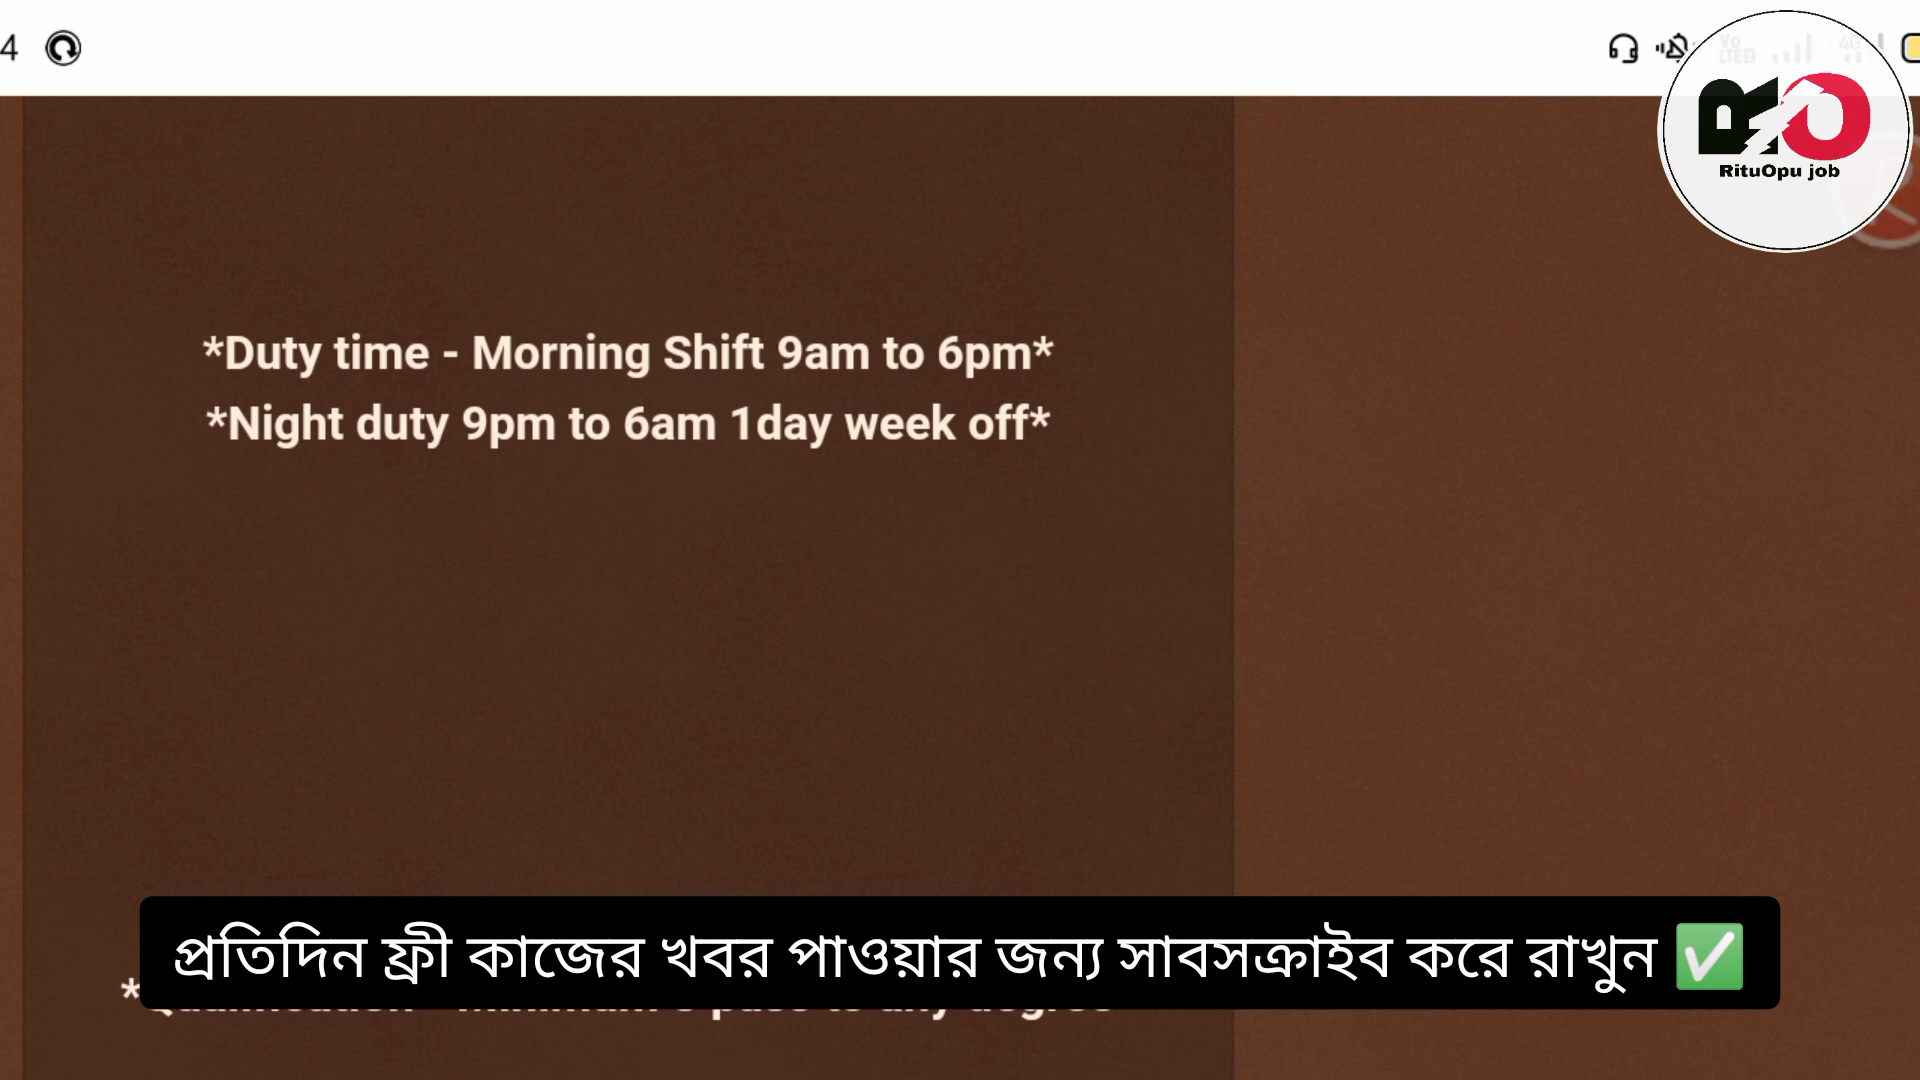 4
RituOpu job
*Duty time - Morning Shift 9am to 6pm*
*Night duty 9pm to 6am 1day week off*
প্রতিদিন ফ্রী কাজের খবর পাওয়ার জন্য সাবসক্রাইব করে রাখুন ✅